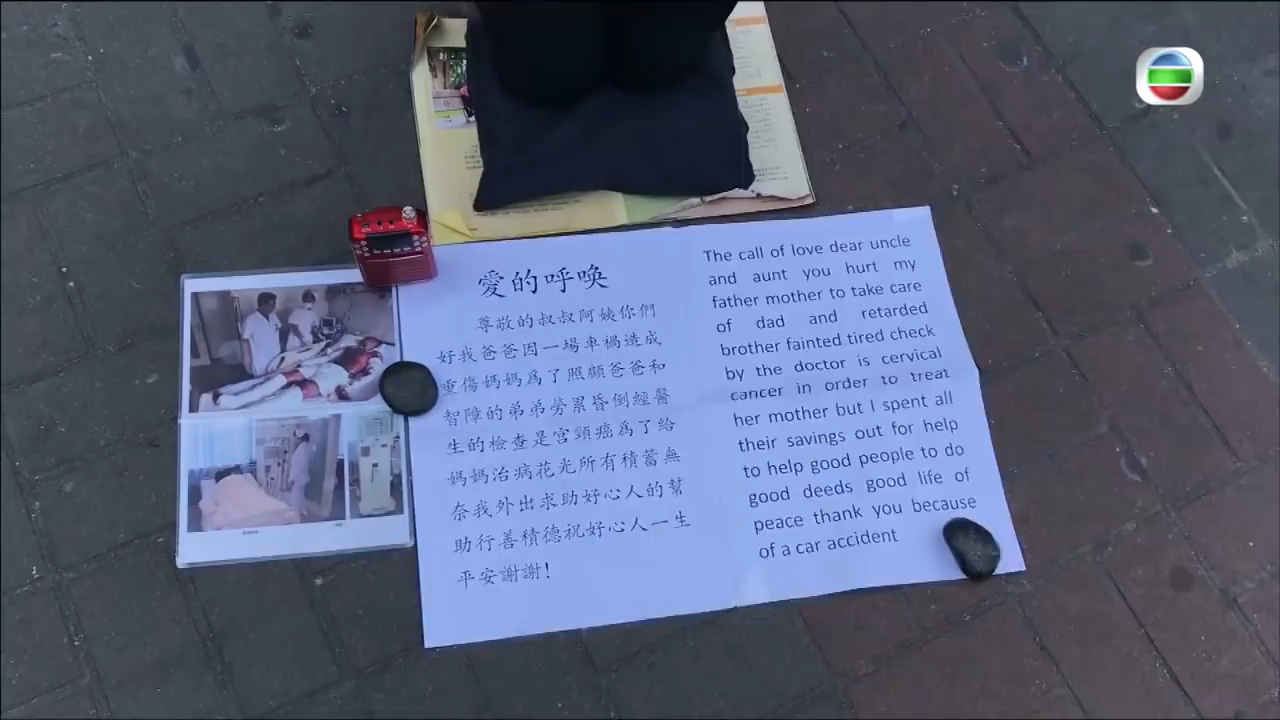 愛的呼喚
尊敬的叔叔阿姨你們
好我爸爸因一場車禍造成
重傷媽媽爲了照顧爸爸和
智障的弟弟勞累昏倒經醫
生的檢查是宮頸癌爲了給
媽媽治病花光所有積蓄無
奈我外出求助好心人的幫
助行善積德祝好心人一生
平安謝謝!
The call of love dear uncle
and aunt you hurt my
father mother to take care
of dad and retarded
brother fainted tired check
by the doctor is cervical
cancer in order to treat
her mother but I spent all
their savings out for help
to help good people to do
good deeds good life of
peace thank you because
of a car accident